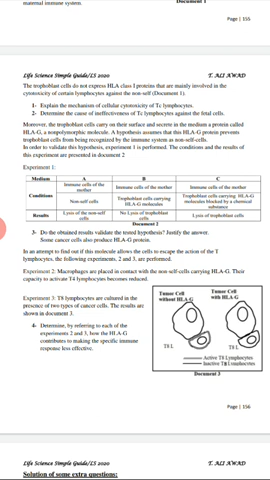 maternal immune system.
Document 1
Page | 155
Life Science Simple Guide/LS 2020
T. ALI AWAD
The trophoblast cells do not express HLA class I proteins that are mainly involved in the
cytotoxicity of certain lymphocytes against the non-self (Document 1).
1- Explain the mechanism of cellular cytotoxicity of Tc lymphocytes.
2- Determine the cause of ineffectiveness of Tc lymphocytes against the fetal cells.
Moreover, the trophoblast cells carry on their surface and secrete in the medium a protein called
HLA-G, a nonpolymorphic molecule. A hypothesis assumes that this HLA-G protein prevents
trophoblast cells from being recognized by the immune system as non-self-cells.
In order to validate this hypothesis, experiment 1 is performed. The conditions and the results of
this experiment are presented in document 2
Experiment 1:
Medium A B C
Conditions
Immune cells of the mother
Immune cells of the mother
Immune cells of the mother
Non-self cells
Trophoblast cells carrying HLA-G molecules
Trophoblast cells carrying HLA-G molecules blocked by a chemical substance
Results
Lysis of the non-self cells
No Lysis of trophoblast cells
Lysis of trophoblast cells
Document 2
3- Do the obtained results validate the tested hypothesis? Justify the answer.
Some cancer cells also produce HLA-G protein.
In an attempt to find out if this molecule allows the cells to escape the action of the T
lymphocytes, the following experiments, 2 and 3, are performed.
Experiment 2: Macrophages are placed in contact with the non-self-cells carrying HLA-G. Their
capacity to activate T4 lymphocytes becomes reduced.
Experiment 3: T8 lymphocytes are cultured in the
presence of two types of cancer cells. The results are
shown in document 3.
4- Determine, by referring to each of the
experiments 2 and 3, how the HLA-G
contributes to making the specific immune
response less effective.
Tumor Cell
without HLA-G
Tumor Cell
with HLA-G
T8 L
T8 L
Active T8 Lymphocytes
Inactive T8 Lymphocytes
Document 3
Page | 156
Life Science Simple Guide/LS 2020
T. ALI AWAD
Solution of some extra questions: